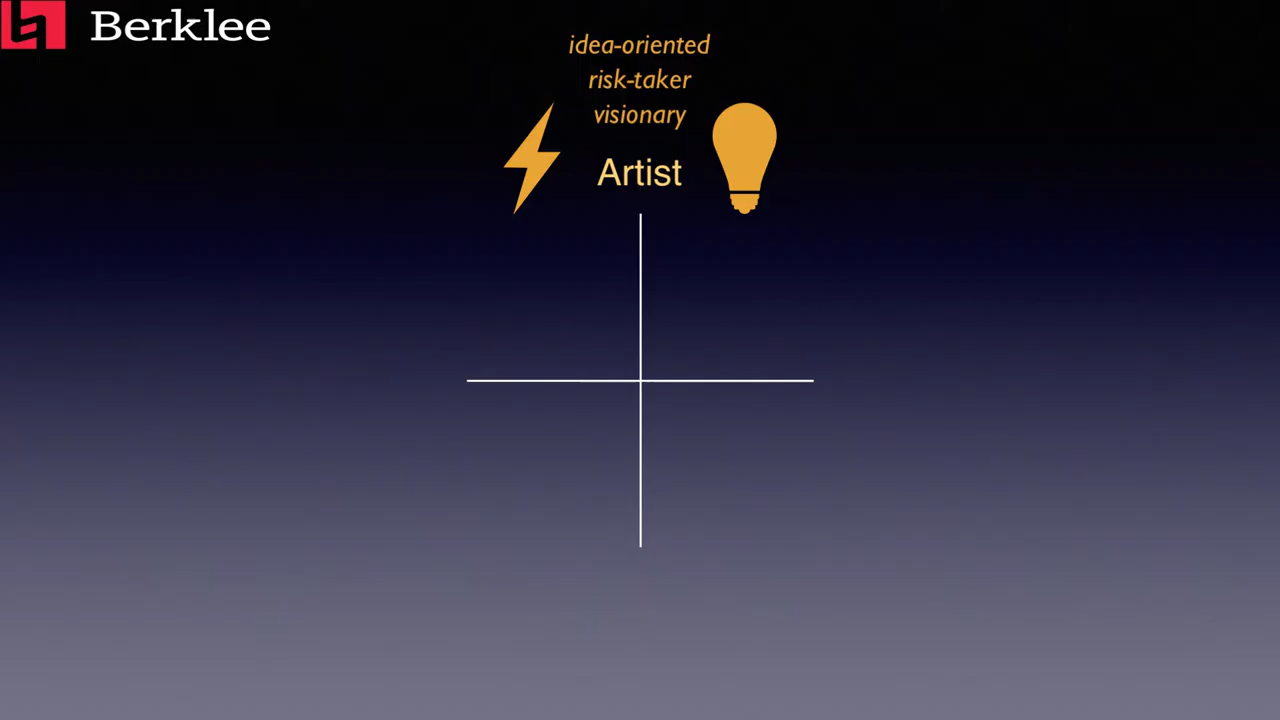 Berklee
idea-oriented
risk-taker
visionary
Artist